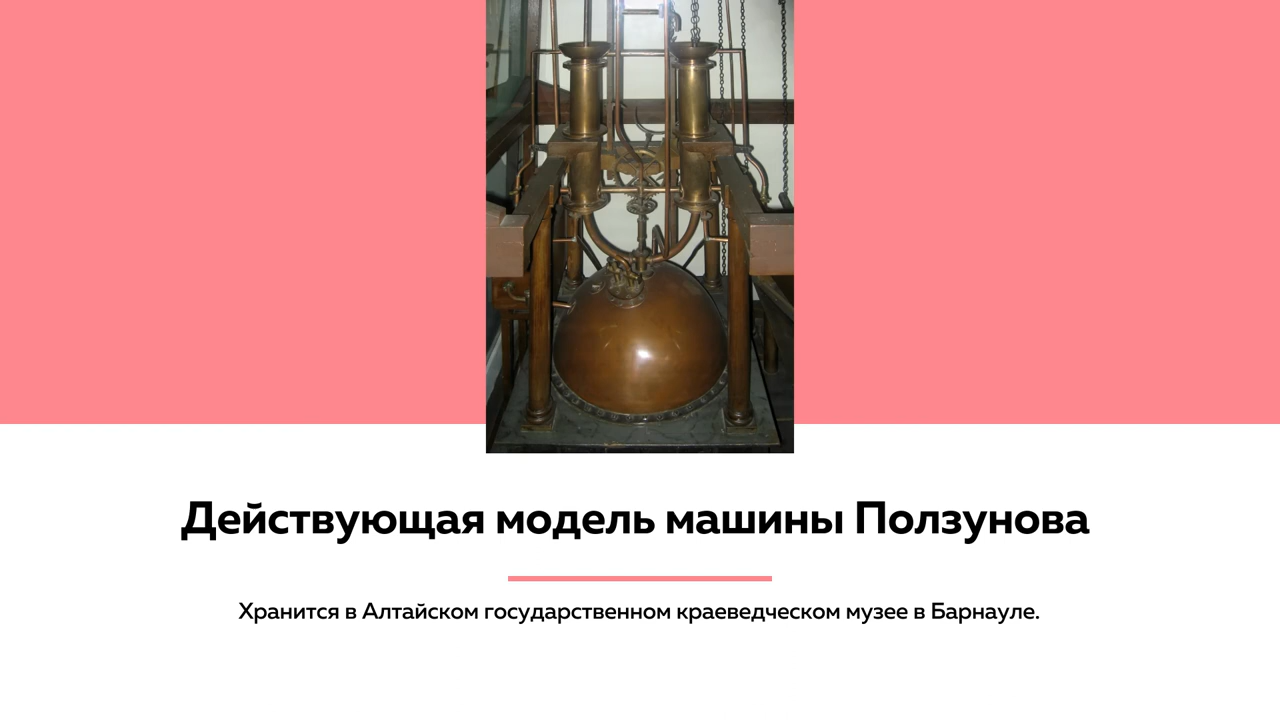 Действующая модель машины Ползунова
Хранится в Алтайском государственном краеведческом музее в Барнауле.